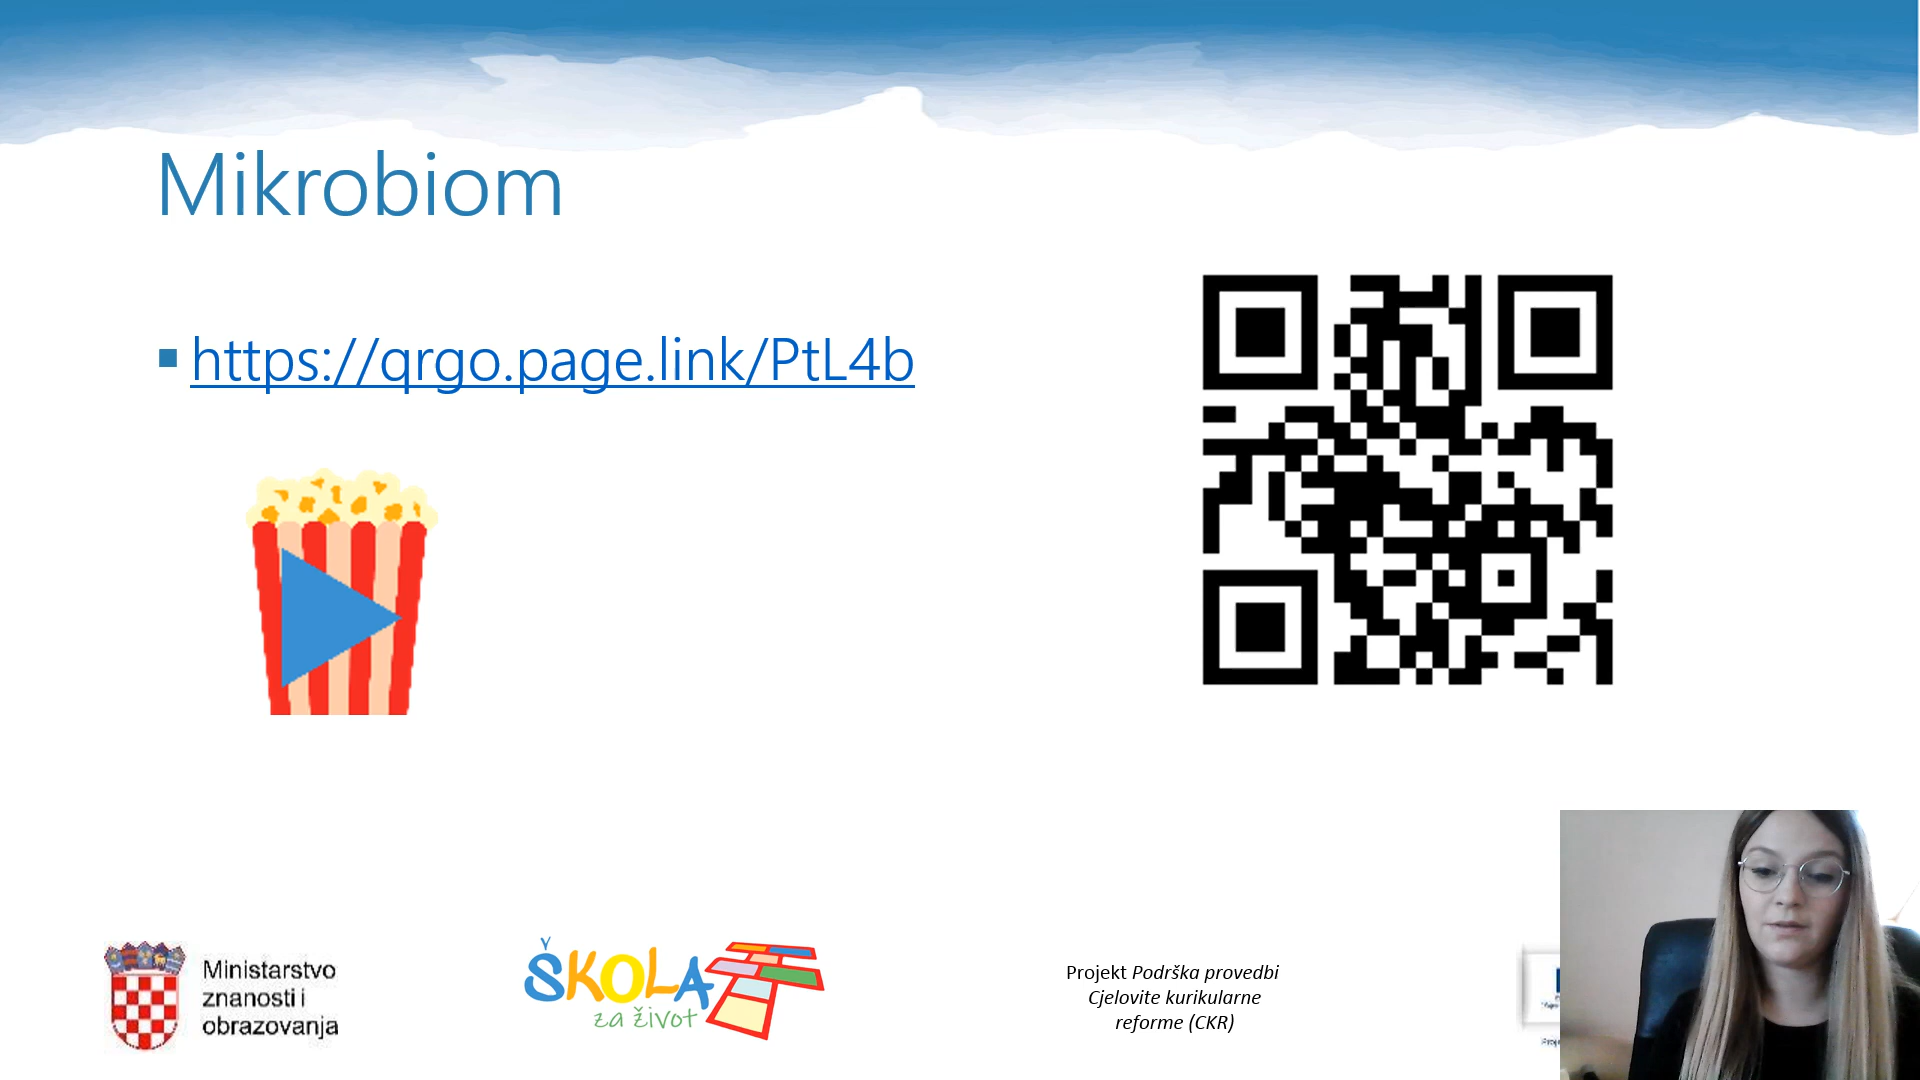 Mikrobiom
https://qrgo.page.link/PtL4b
Ministarstvo
znanosti i
obrazovanja
ŠKOLA
za život
Projekt Podrška provedbi
Cjelovite kurikularne
reforme (CKR)